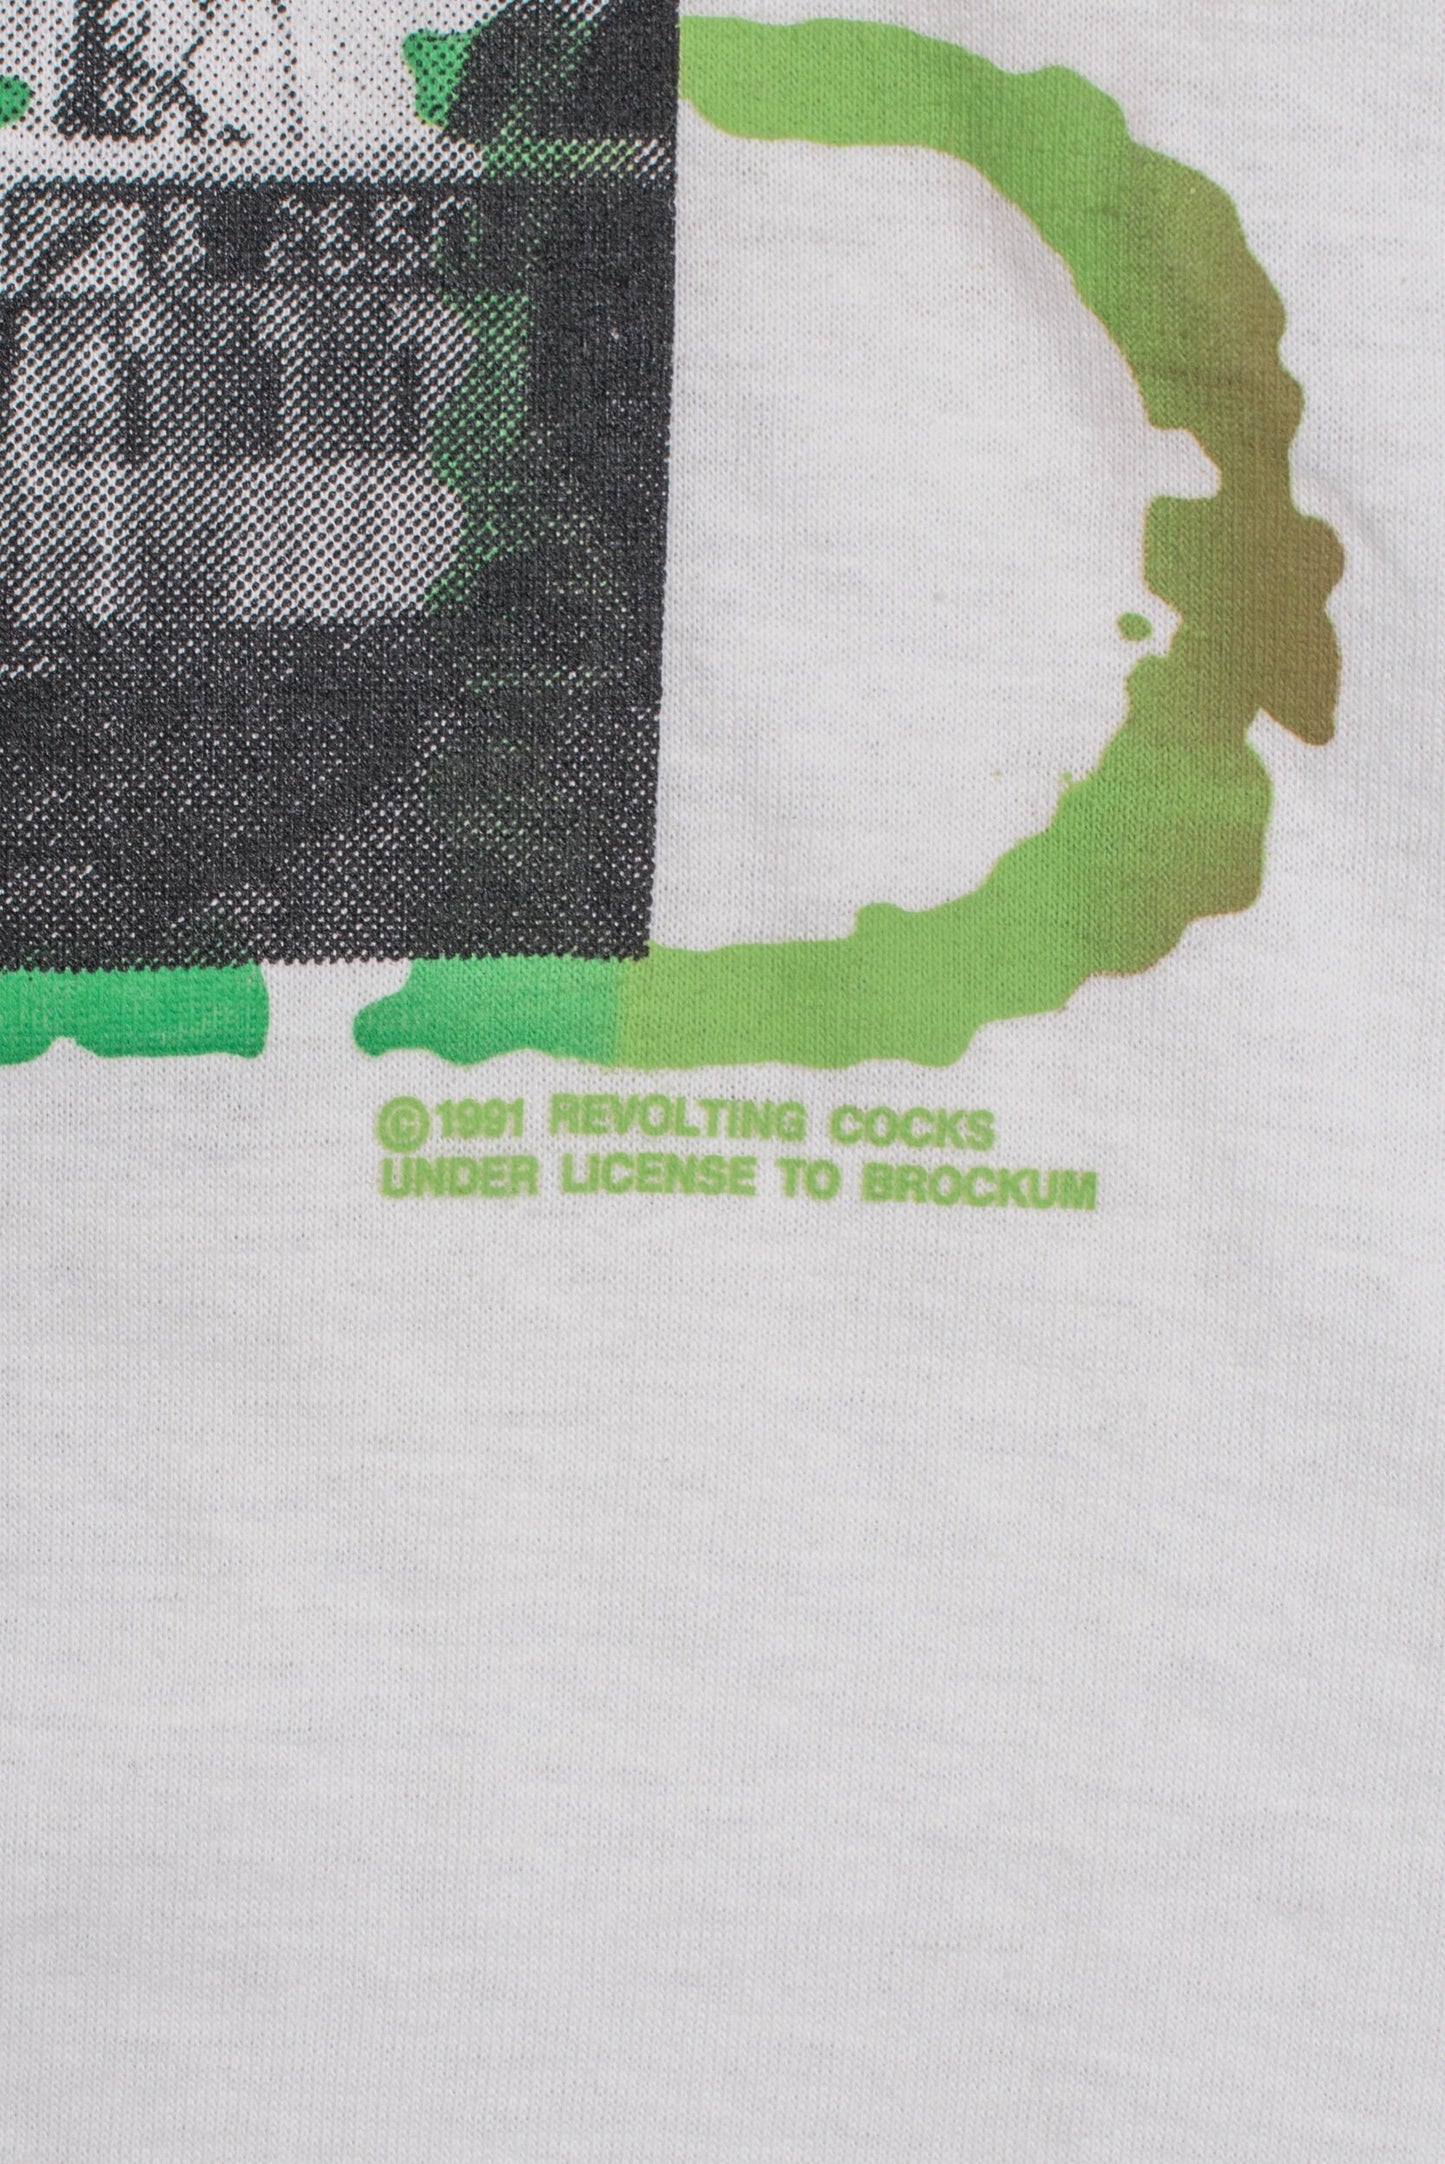 ©1991 REVOLTING COCKS
UNDER LICENSE TO BROCKUM